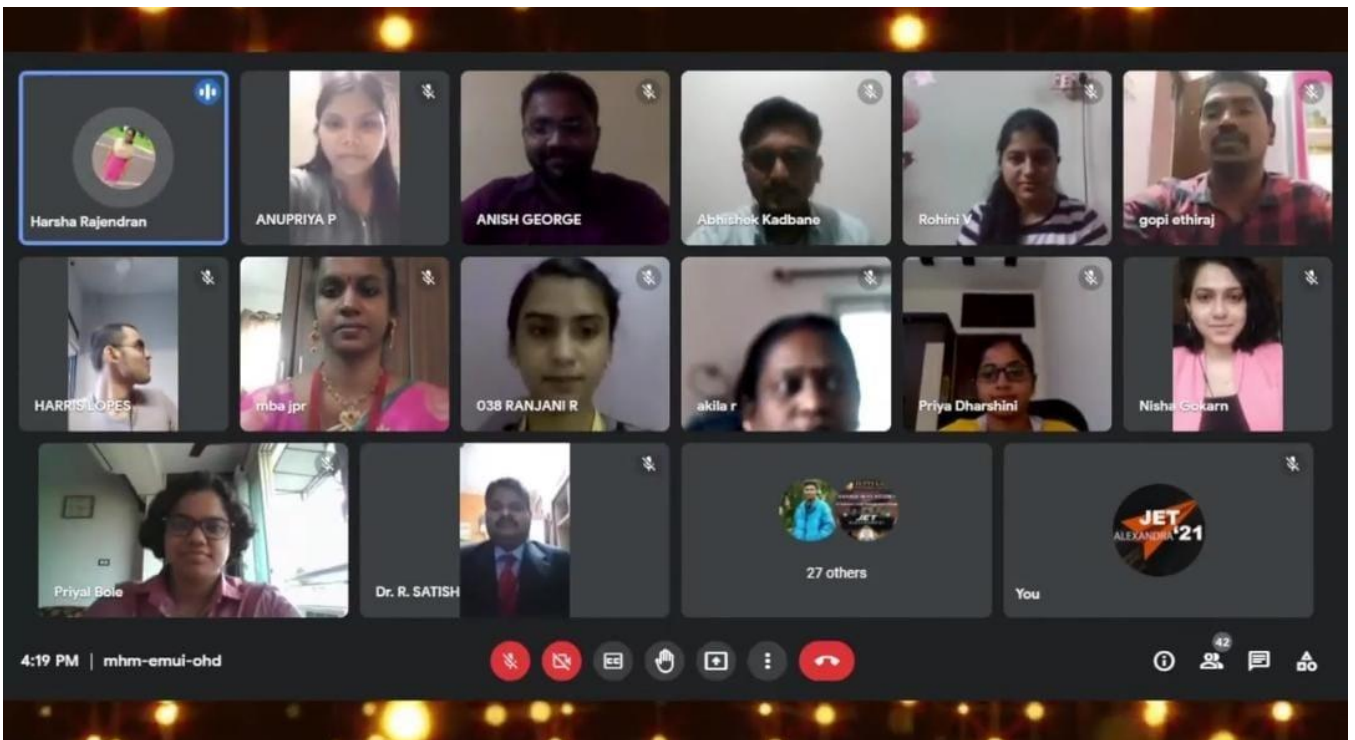 Harsha Rajendran
ANUPRIYA P
ANISH GEORGE
Abhishek Kadbane
Rohini V
gopi ethiraj
HARRIS LOPES
mba jpr
038 RANJANI R
akila r
Priya Dharshini
Nisha Gokarn
Priyal Bole
Dr. R. SATISH
JET
27 others
JET
ALEXANDRA '21
You
4:19 PM | mhm-emui-ohd
CC
42